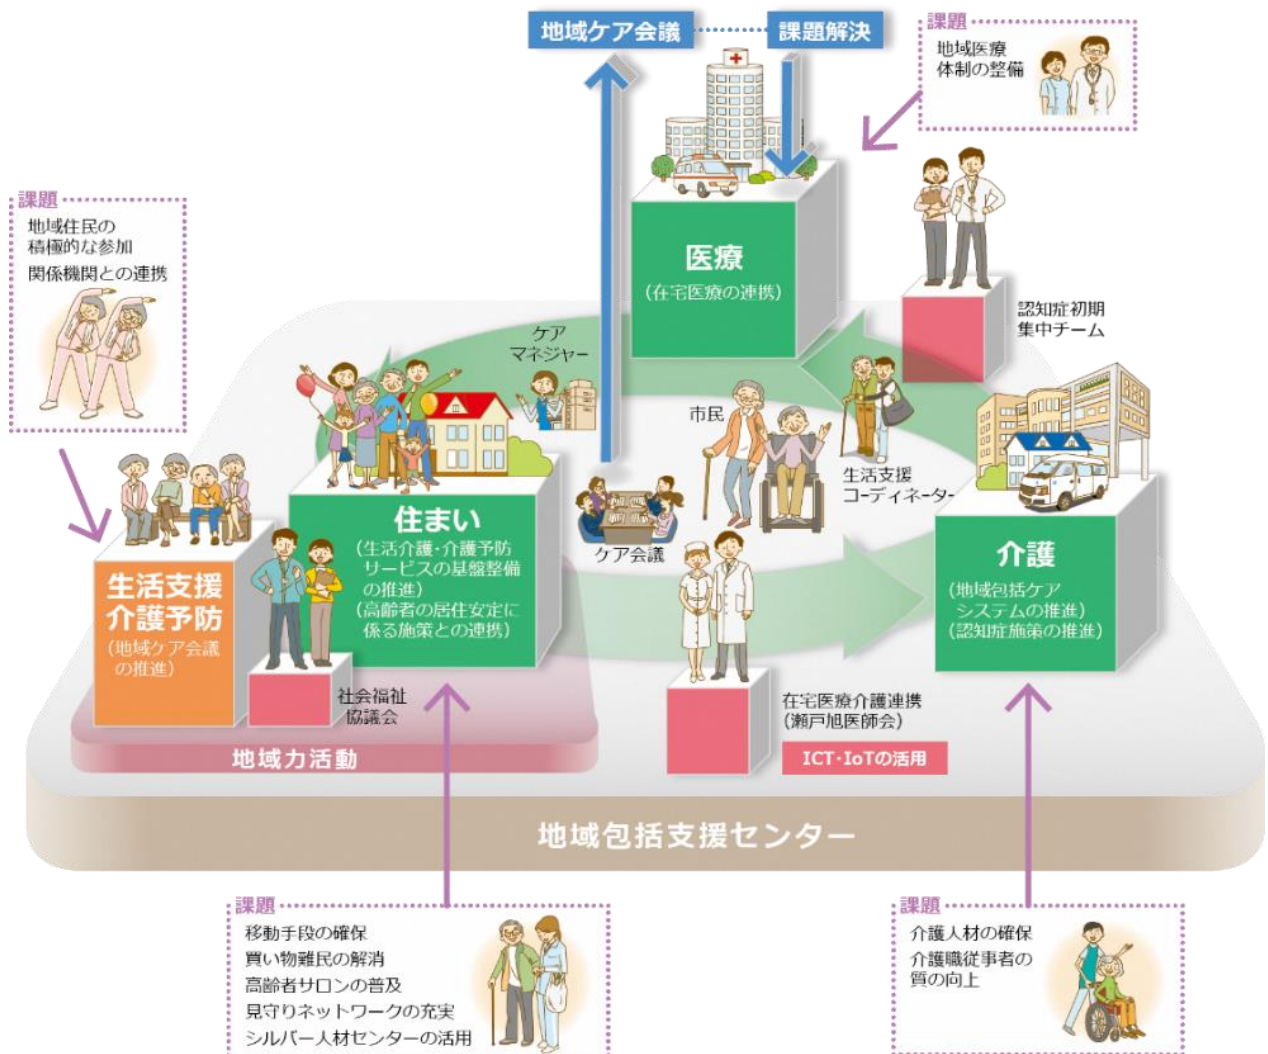 地域ケア会議
課題解決
課題
地域医療
体制の整備
課題
地域住民の
積極的な参加
関係機関との連携
医療
(在宅医療の連携)
認知症初期
集中チーム
ケア
マネジャー
市民
生活支援
コーディネーター
ケア会議
住まい
(生活介護・介護予防
サービスの基盤整備
の推進)
(高齢者の居住安定に
係る施策との連携)
介護
(地域包括ケア
システムの推進)
(認知症施策の推進)
生活支援
介護予防
(地域ケア会議
の推進)
社会福祉
協議会
在宅医療介護連携
(瀬戸旭医師会)
ICT・IoTの活用
地域力活動
地域包括支援センター
課題
移動手段の確保
買い物難民の解消
高齢者サロンの普及
見守りネットワークの充実
シルバー人材センターの活用
課題
介護人材の確保
介護職従事者の
質の向上